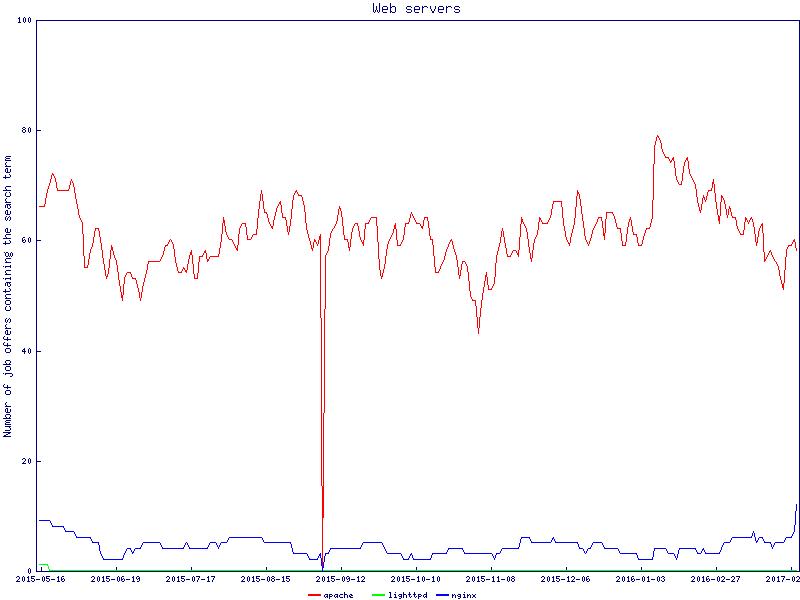 Web servers
Number of job offers containing the search term
100
80
60
40
20
0
2015-05-16 2015-06-19 2015-07-17 2015-08-15 2015-09-12 2015-10-10 2015-11-08 2015-12-06 2016-01-03 2016-02-27 2017-02
apache lighttpd nginx